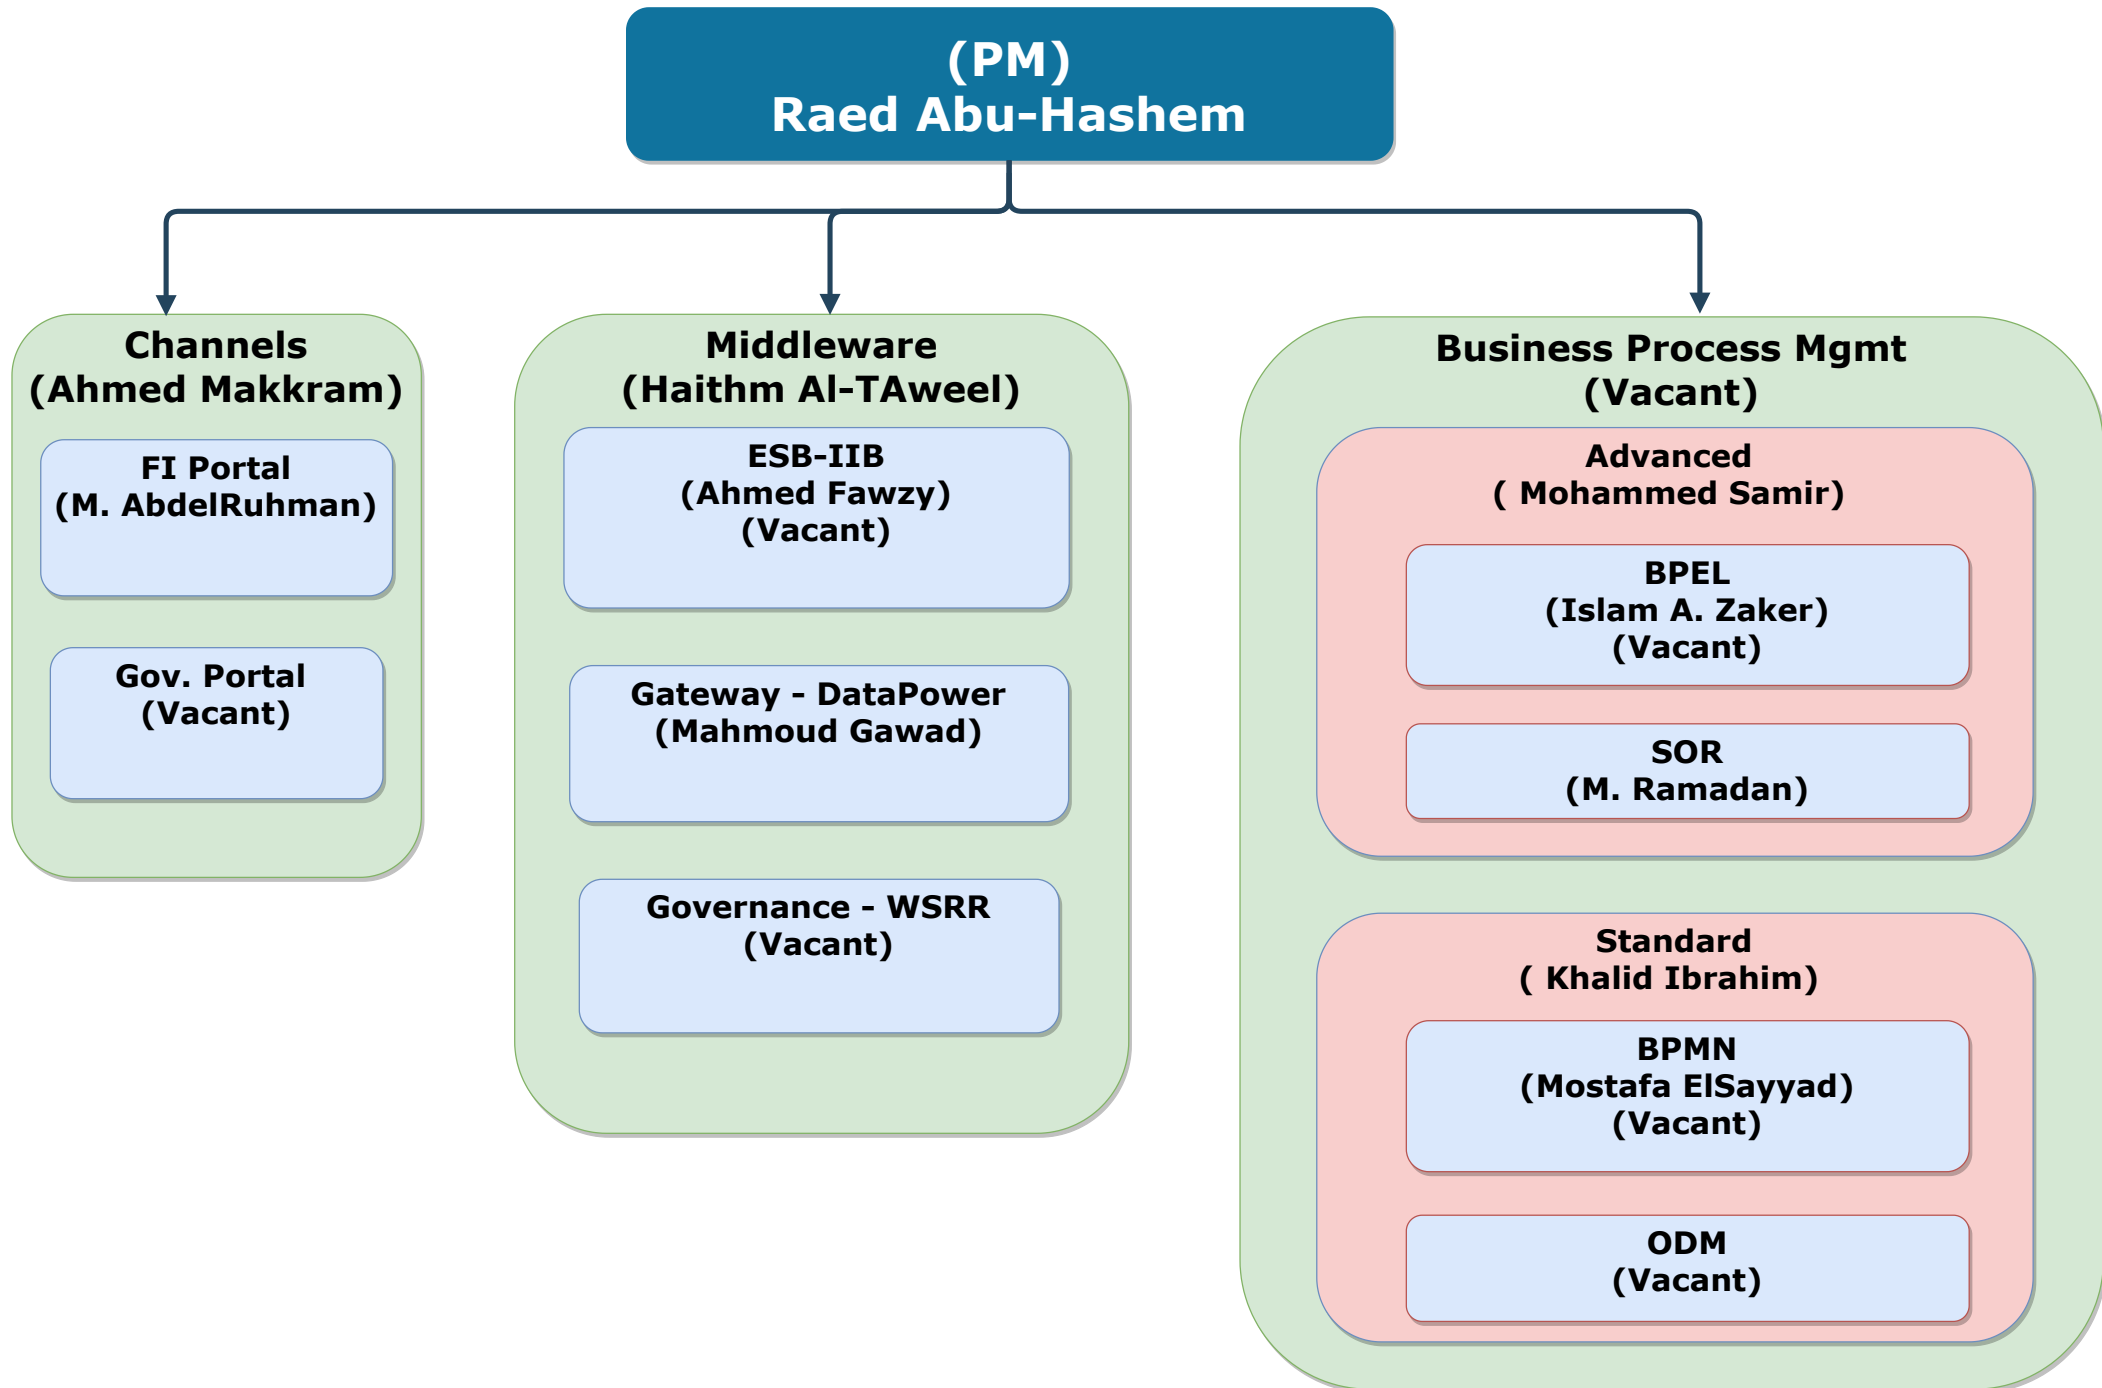 (PM)
Raed Abu-Hashem
Channels
(Ahmed Makkram)
FI Portal
(M. AbdelRuhman)
Gov. Portal
(Vacant)
Middleware
(Haithm Al-TAweel)
ESB-IIB
(Ahmed Fawzy)
(Vacant)
Gateway - DataPower
(Mahmoud Gawad)
Governance - WSRR
(Vacant)
Business Process Mgmt
(Vacant)
Advanced
( Mohammed Samir)
BPEL
(Islam A. Zaker)
(Vacant)
SOR
(M. Ramadan)
Standard
( Khalid Ibrahim)
BPMN
(Mostafa ElSayyad)
(Vacant)
ODM
(Vacant)